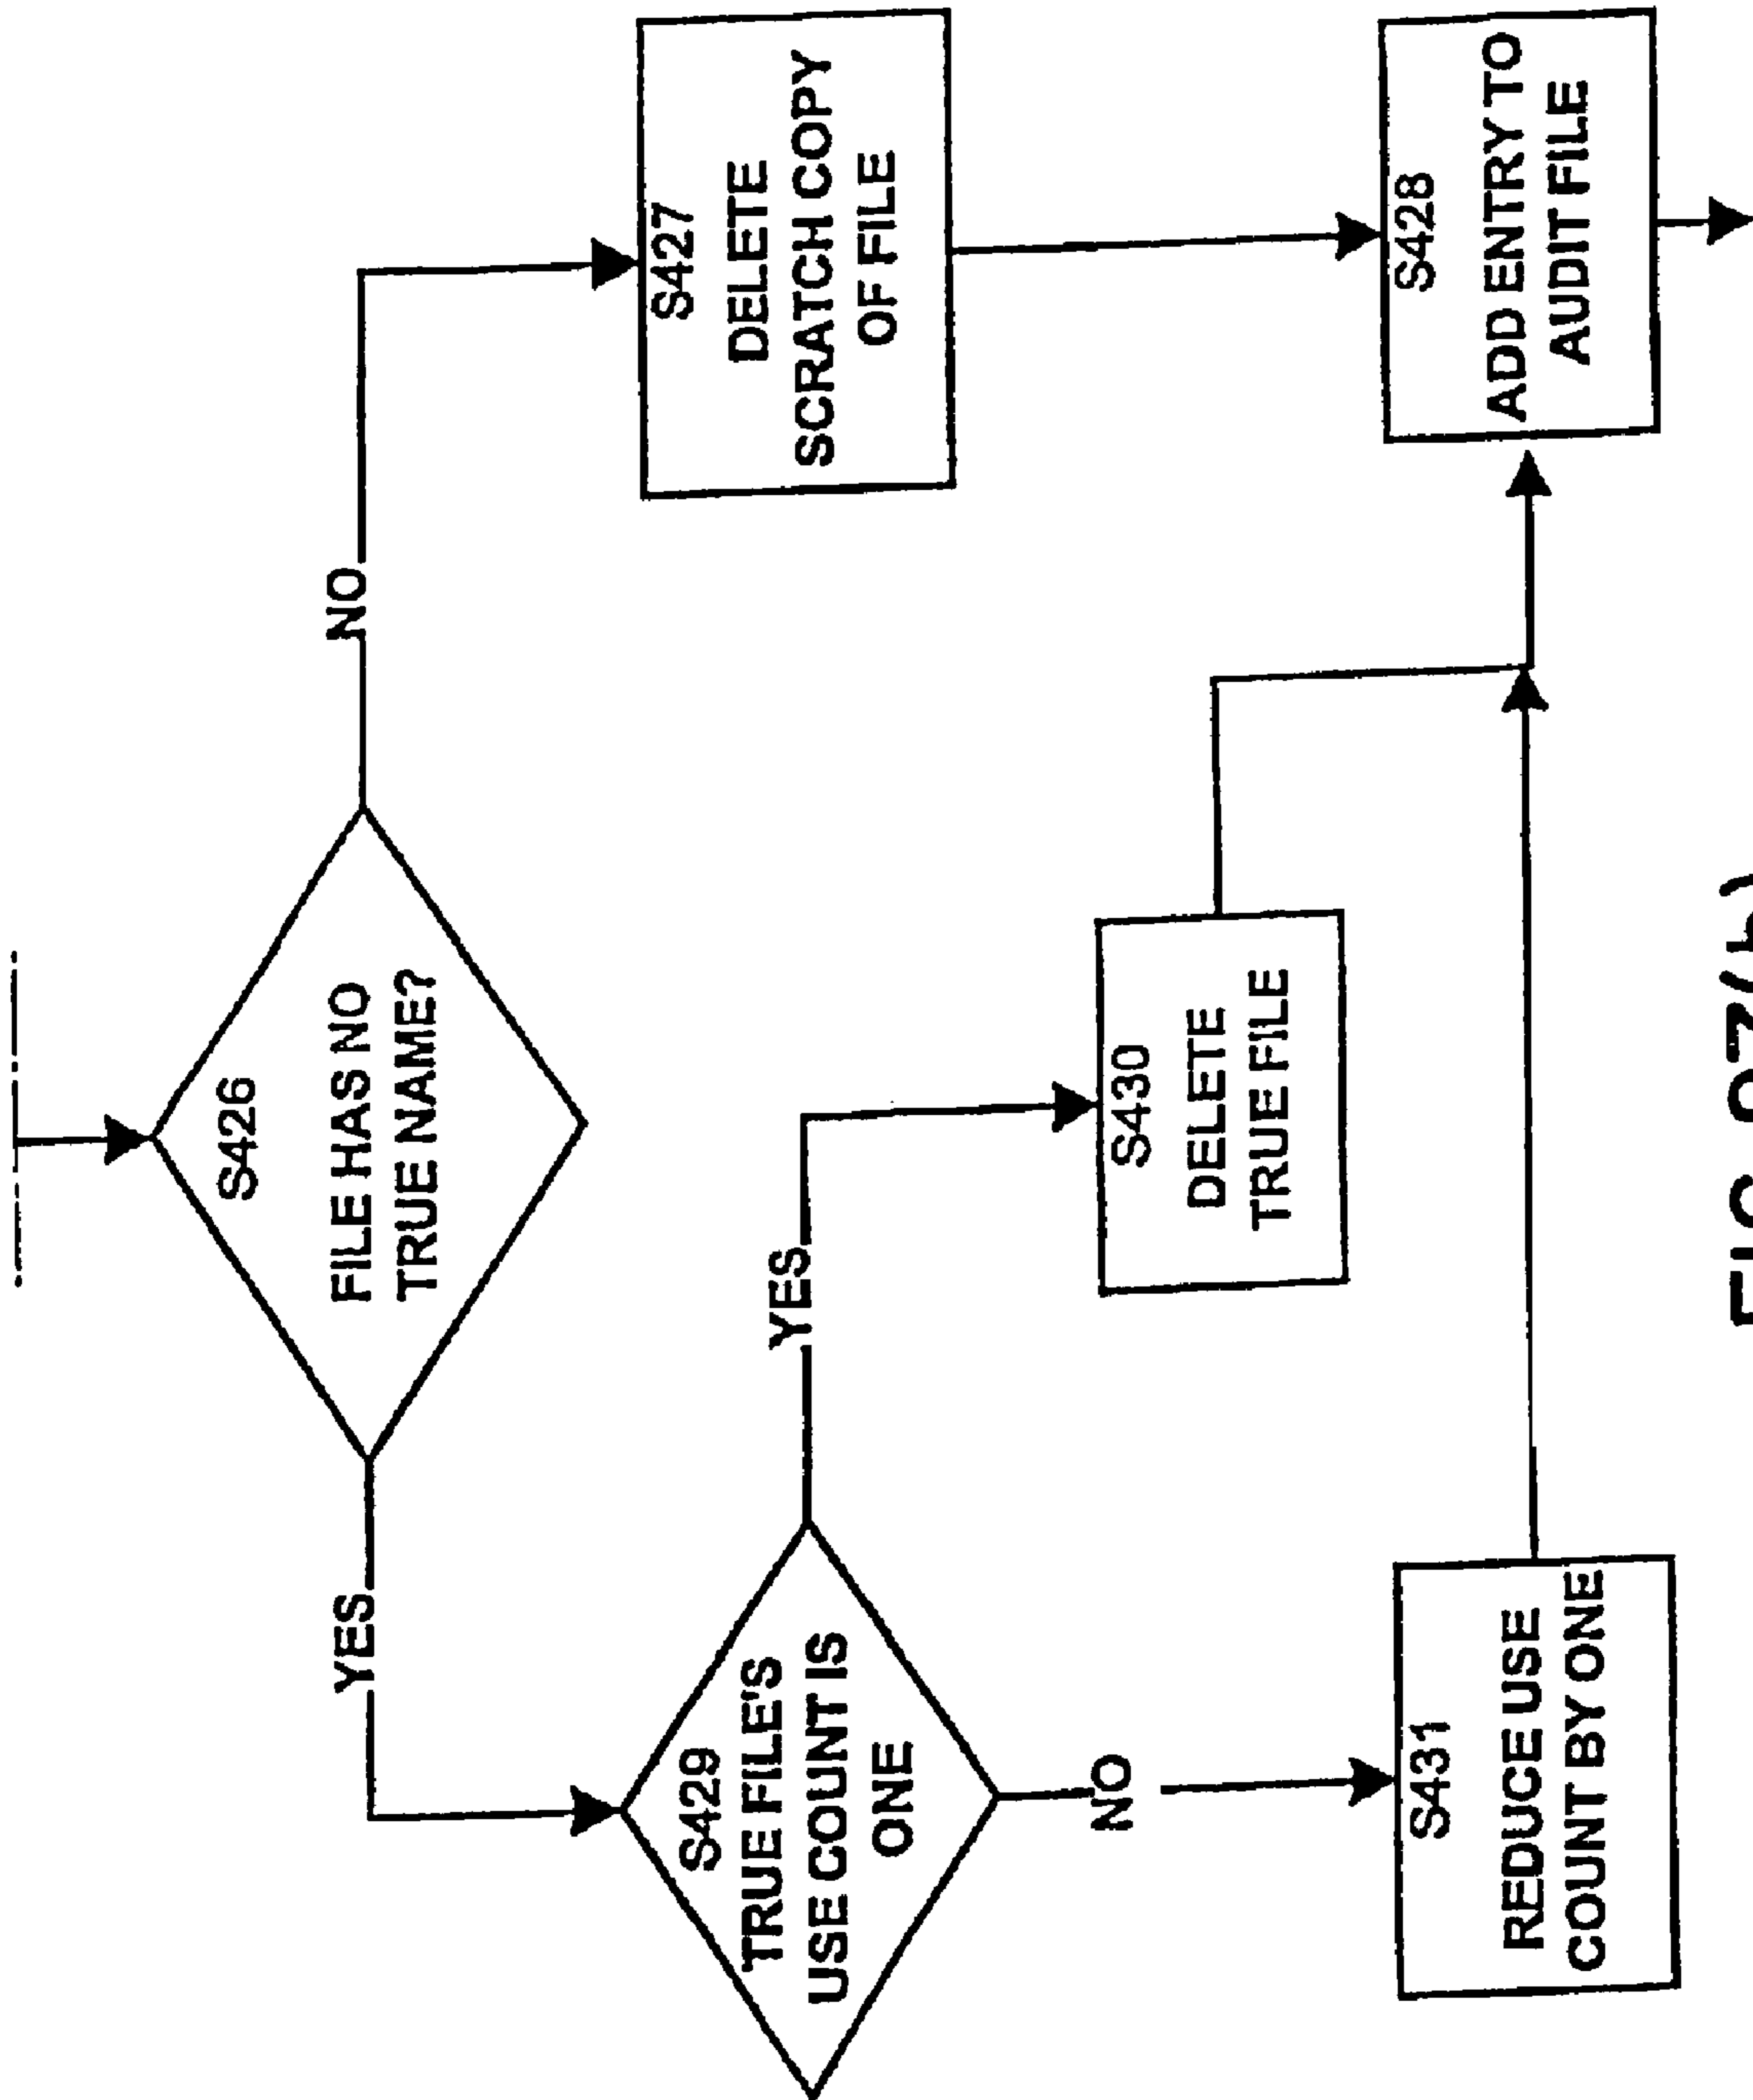 S426
FILE HAS NO
TRUE NAME?
YES
NO
S429
TRUE FILE'S
USE COUNT IS
ONE
YES
NO
S427
DELETE
SCRATCH COPY
OF FILE
S430
DELETE
TRUE FILE
S431
REDUCE USE
COUNT BY ONE
S428
ADD ENTRY TO
AUDIT FILE